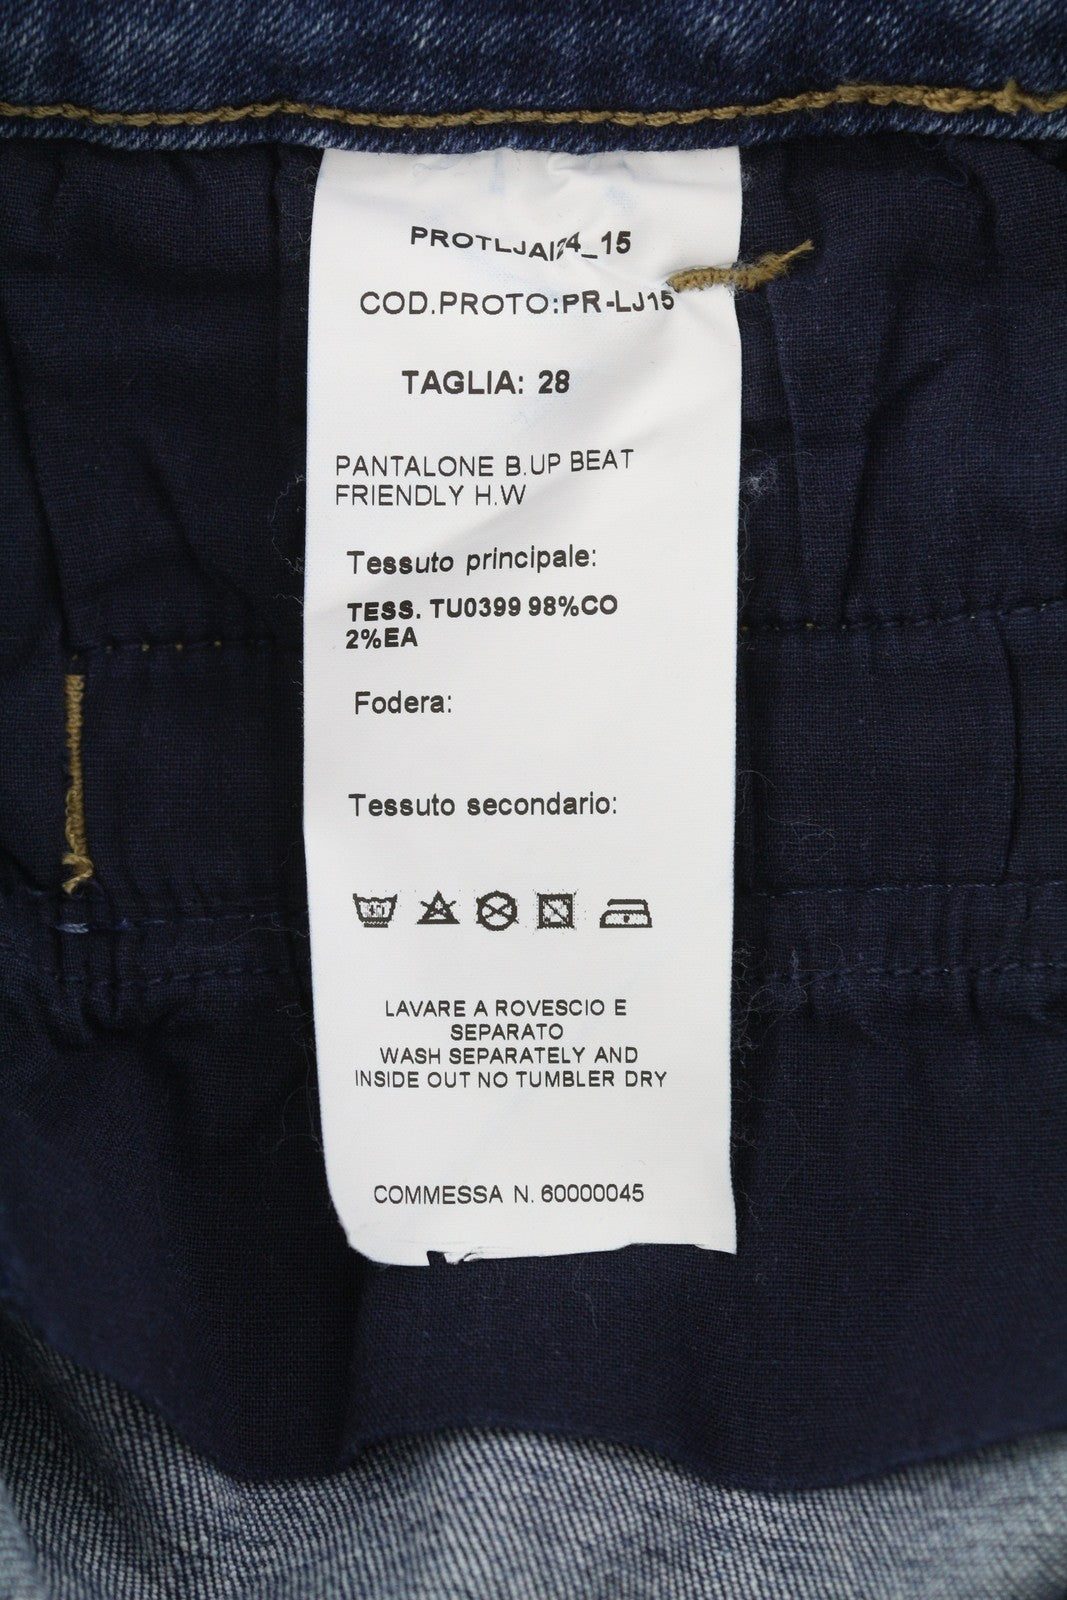 COD.PROTO:PR-LJ15
TAGLIA: 28
PANTALONE B.UP BEAT
FRIENDLY H.W
Tessuto principale:
TESS. TU0399 98%CO
2%EA
Fodera:
Tessuto secondario:
LAVARE A ROVESCIO E
SEPARATO
WASH SEPARATELY AND
INSIDE OUT NO TUMBLER DRY
COMMESSA N. 60000045